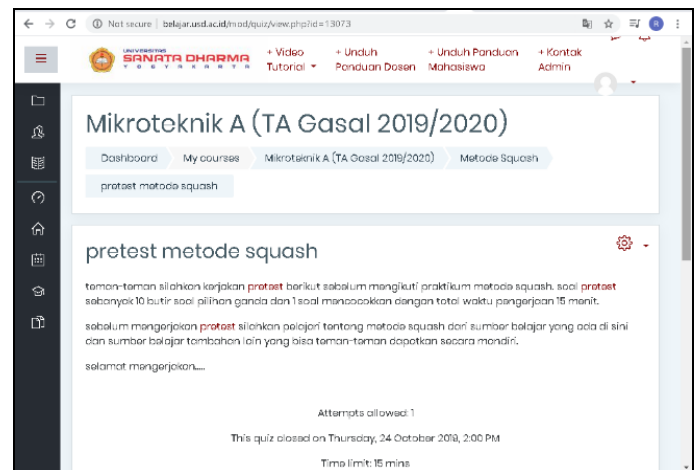 Not secure | belajar.usd.ac.id/mod/quiz/view.php?id=13073
UNIVERSITAS
SANATA DHARMA
YOGYAKARTA
+ Video Tutorial
+ Unduh Panduan Dosen
+ Unduh Panduan Mahasiswa
+ Kontak Admin
Mikroteknik A (TA Gasal 2019/2020)
Dashboard My courses Mikroteknik A (TA Gasal 2019/2020) Metode Squash
pretest metode squash
pretest metode squash
teman-teman silahkan kerjakan pretest berikut sebelum mengikuti praktikum metode squash. soal pretest
sebanyak 10 butir soal pilihan ganda dan 1 soal mencocokkan dengan total waktu pengerjaan 15 menit.
sebelum mengerjakan pretest silahkan pelajari tentang metode squash dari sumber belajar yang ada di sini
dan sumber belajar tambahan lain yang bisa teman-teman dapatkan secara mandiri.
selamat mengerjakan.....
Attempts allowed: 1
This quiz closed on Thursday, 24 October 2019, 2:00 PM
Time limit: 15 mins